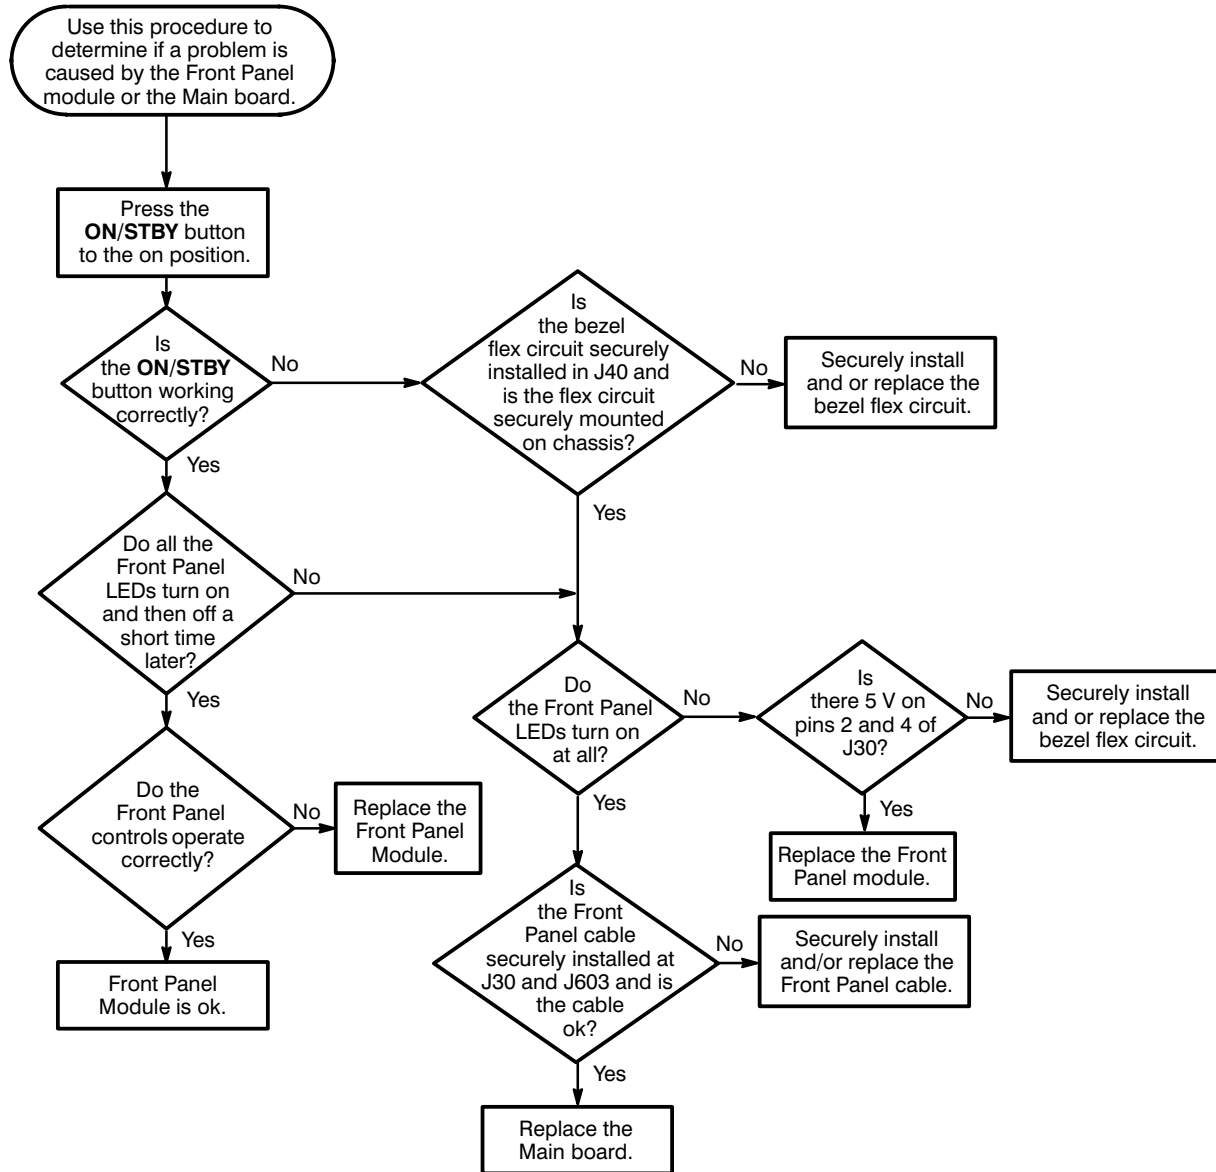 Use this procedure to
determine if a problem is
caused by the Front Panel
module or the Main board.
Press the
ON/STBY button
to the on position.
Is
the ON/STBY
button working
correctly?
No
Yes
Is
the bezel
flex circuit securely
installed in J40 and
is the flex circuit
securely mounted
on chassis?
No
Yes
Securely install
and or replace the
bezel flex circuit.
Do all the
Front Panel
LEDs turn on
and then off a
short time
later?
No
Yes
Do
the Front Panel
LEDs turn on
at all?
No
Yes
Is
there 5 V on
pins 2 and 4 of
J30?
No
Yes
Securely install
and or replace the
bezel flex circuit.
Do the
Front Panel
controls operate
correctly?
No
Yes
Replace the
Front Panel
Module.
Replace the Front
Panel module.
Is
the Front
Panel cable
securely installed at
J30 and J603 and is
the cable
ok?
No
Yes
Securely install
and/or replace the
Front Panel cable.
Front Panel
Module is ok.
Replace the
Main board.